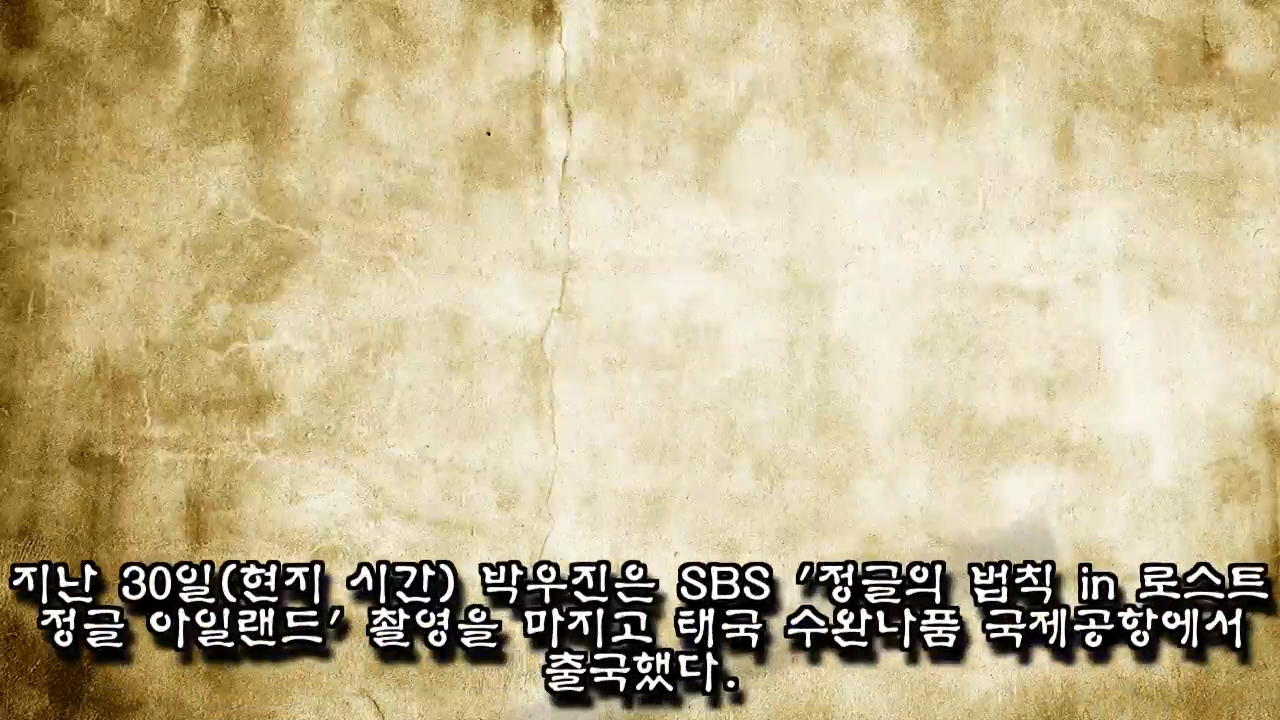 지난 30일(현지 시간) 박우진은 SBS '정글의 법칙 in 로스트
정글 아일랜드' 촬영을 마지고 태국 수완나품 국제공항에서
출국했다.